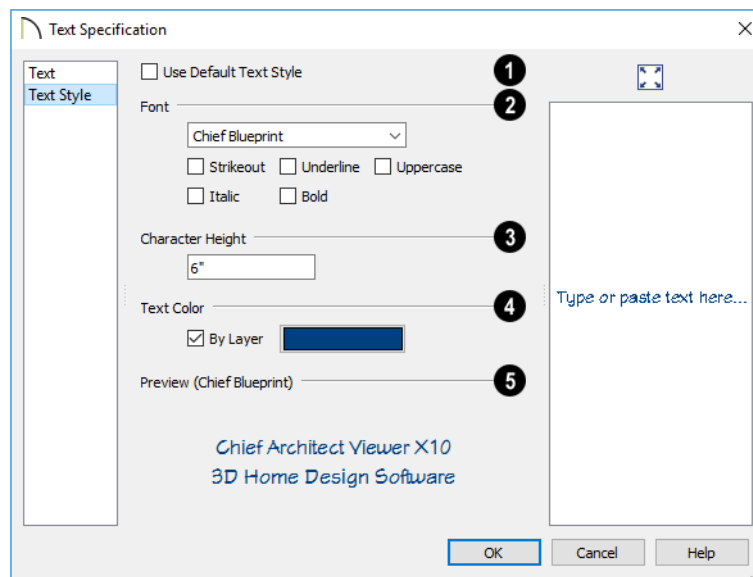 Text Specification
Text
Text Style
Use Default Text Style
1
Font
2
Chief Blueprint
Strikeout Underline Uppercase
Italic Bold
Character Height
3
6"
Text Color
4
By Layer
Preview (Chief Blueprint)
5
Chief Architect Viewer X10
3D Home Design Software
Type or paste text here...
OK Cancel Help